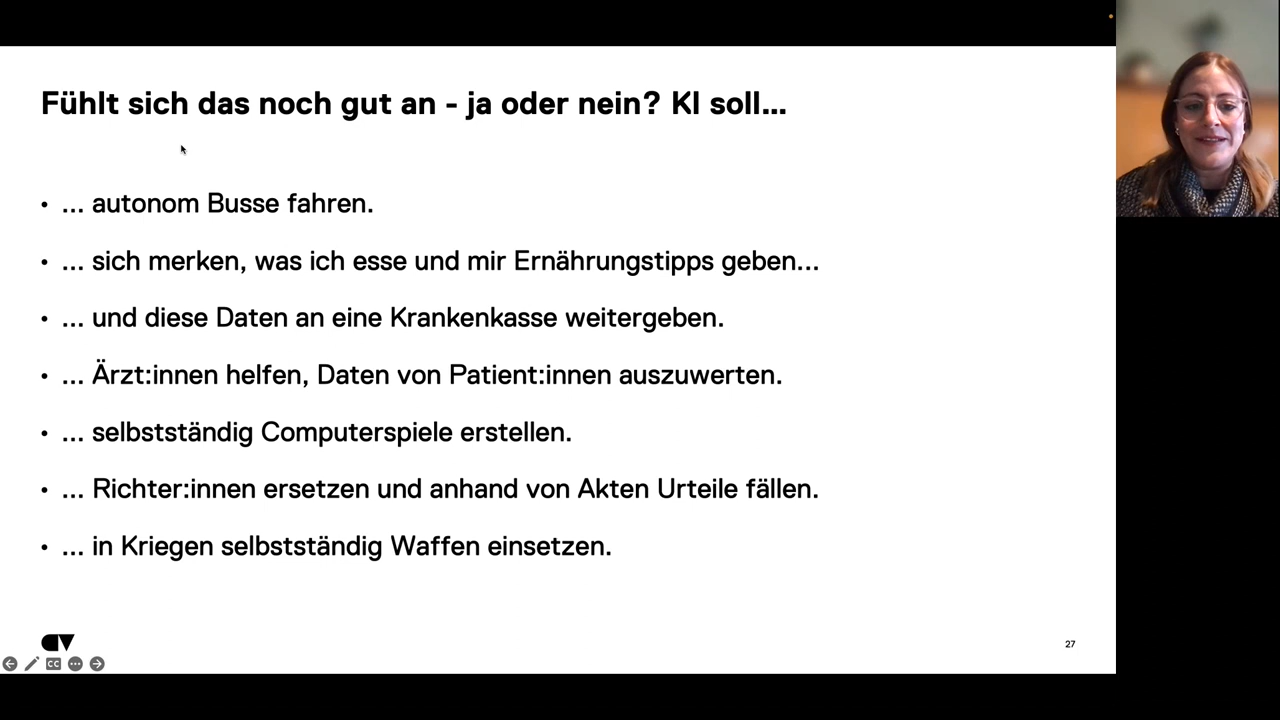 Fühlt sich das noch gut an - ja oder nein? KI soll...
• ... autonom Busse fahren.
• ... sich merken, was ich esse und mir Ernährungstipps geben...
• ... und diese Daten an eine Krankenkasse weitergeben.
• ... Ärzt:innen helfen, Daten von Patient:innen auszuwerten.
• ... selbstständig Computerspiele erstellen.
• ... Richter:innen ersetzen und anhand von Akten Urteile fällen.
• ... in Kriegen selbstständig Waffen einsetzen.
27
CC